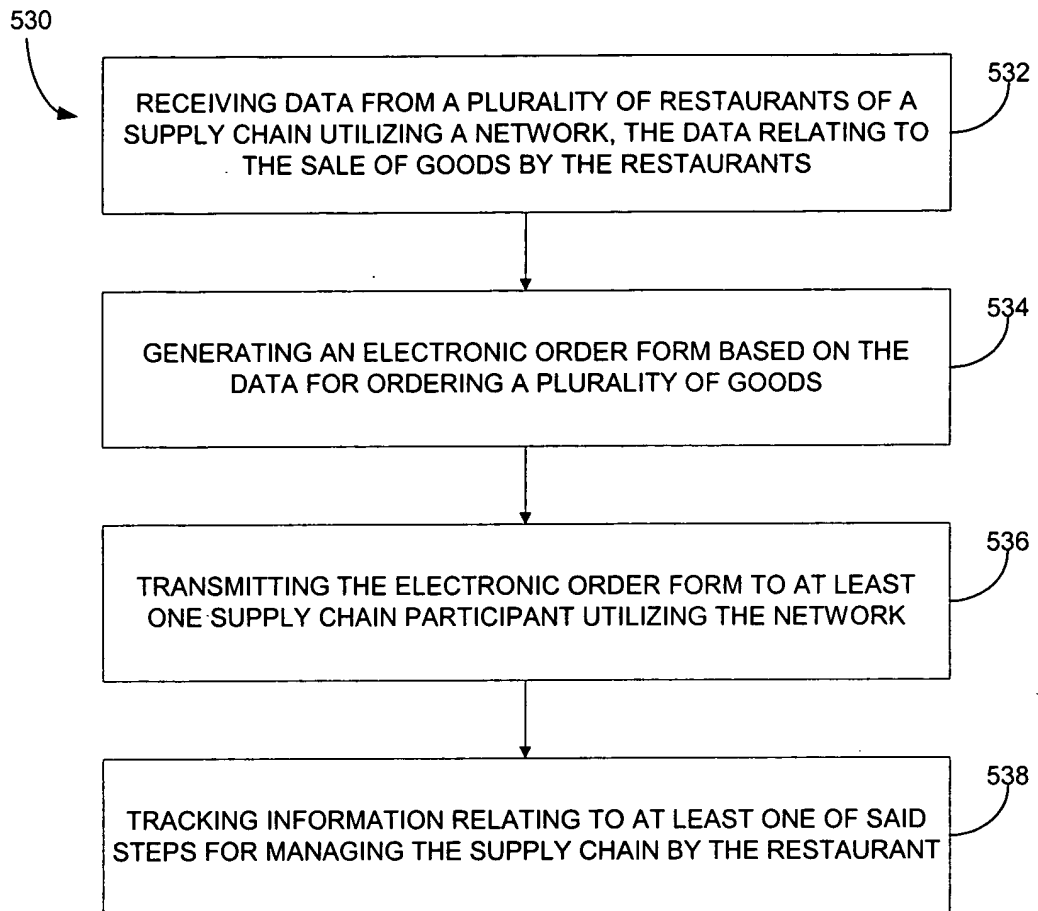 530
532
RECEIVING DATA FROM A PLURALITY OF RESTAURANTS OF A
SUPPLY CHAIN UTILIZING A NETWORK, THE DATA RELATING TO
THE SALE OF GOODS BY THE RESTAURANTS
534
GENERATING AN ELECTRONIC ORDER FORM BASED ON THE
DATA FOR ORDERING A PLURALITY OF GOODS
536
TRANSMITTING THE ELECTRONIC ORDER FORM TO AT LEAST
ONE SUPPLY CHAIN PARTICIPANT UTILIZING THE NETWORK
538
TRACKING INFORMATION RELATING TO AT LEAST ONE OF SAID
STEPS FOR MANAGING THE SUPPLY CHAIN BY THE RESTAURANT